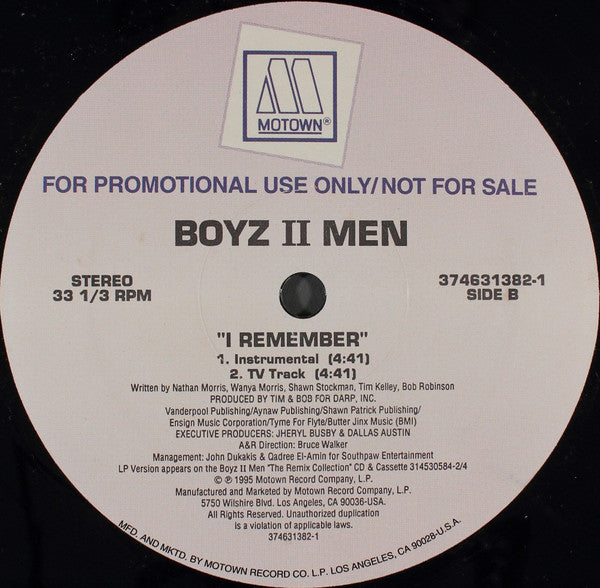 MOTOWN®
FOR PROMOTIONAL USE ONLY/NOT FOR SALE
BOYZ II MEN
STEREO
33 1/3 RPM
374631382-1
SIDE B
"I REMEMBER"
1. Instrumental (4:41)
2. TV Track (4:41)
Written by Nathan Morris, Wanya Morris, Shawn Stockman, Tim Kelley, Bob Robinson
PRODUCED BY TIM & BOB FOR DARP, INC.
Vanderpool Publishing/Aynaw Publishing/Shawn Patrick Publishing/
Ensign Music Corporation/Tyme For Flyte/Butter Jinx Music (BMI)
EXECUTIVE PRODUCERS: JHERYL BUSBY & DALLAS AUSTIN
A&R Direction: Bruce Walker
Management: John Dukakis & Qadree El-Amin for Southpaw Entertainment
LP Version appears on the Boyz II Men "The Remix Collection" CD & Cassette 314530584-2/4
© ℗ 1995 Motown Record Company, L.P.
Manufactured and Marketed by Motown Record Company, L.P.
5750 Wilshire Blvd. Los Angeles, CA 90036-USA.
All Rights Reserved. Unauthorized duplication
is a violation of applicable laws.
374631382-1
MFD. AND MKTD. BY MOTOWN RECORD CO. L.P. LOS ANGELES, CA 90028-U.S.A.